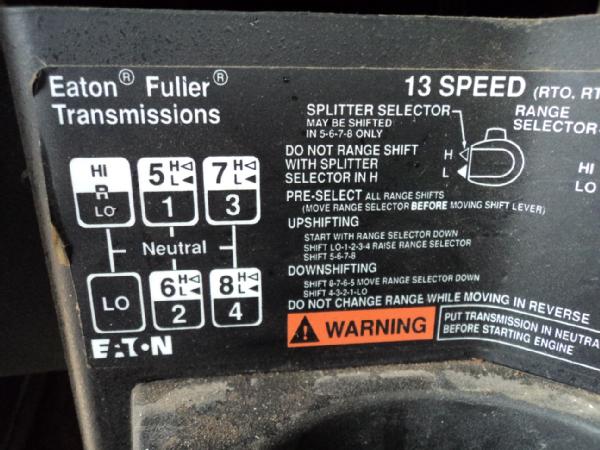 Eaton® Fuller®
Transmissions
13 SPEED (RTO, RT
SPLITTER SELECTOR
MAY BE SHIFTED
IN 5-6-7-8 ONLY
RANGE
SELECTOR
DO NOT RANGE SHIFT
WITH SPLITTER
SELECTOR IN H
H
L
HI
LO
PRE-SELECT ALL RANGE SHIFTS
(MOVE RANGE SELECTOR BEFORE MOVING SHIFT LEVER)
UPSHIFTING
START WITH RANGE SELECTOR DOWN
SHIFT LO-1-2-3-4 RAISE RANGE SELECTOR
SHIFT 5-6-7-8
DOWNSHIFTING
SHIFT 8-7-6-5 MOVE RANGE SELECTOR DOWN
SHIFT 4-3-2-1-LO
DO NOT CHANGE RANGE WHILE MOVING IN REVERSE
WARNING
PUT TRANSMISSION IN NEUTRA
BEFORE STARTING ENGINE
HI
R
LO
5 H
L
1
7 H
L
3
Neutral
LO
6 H
L
2
8 H
L
4
EATON